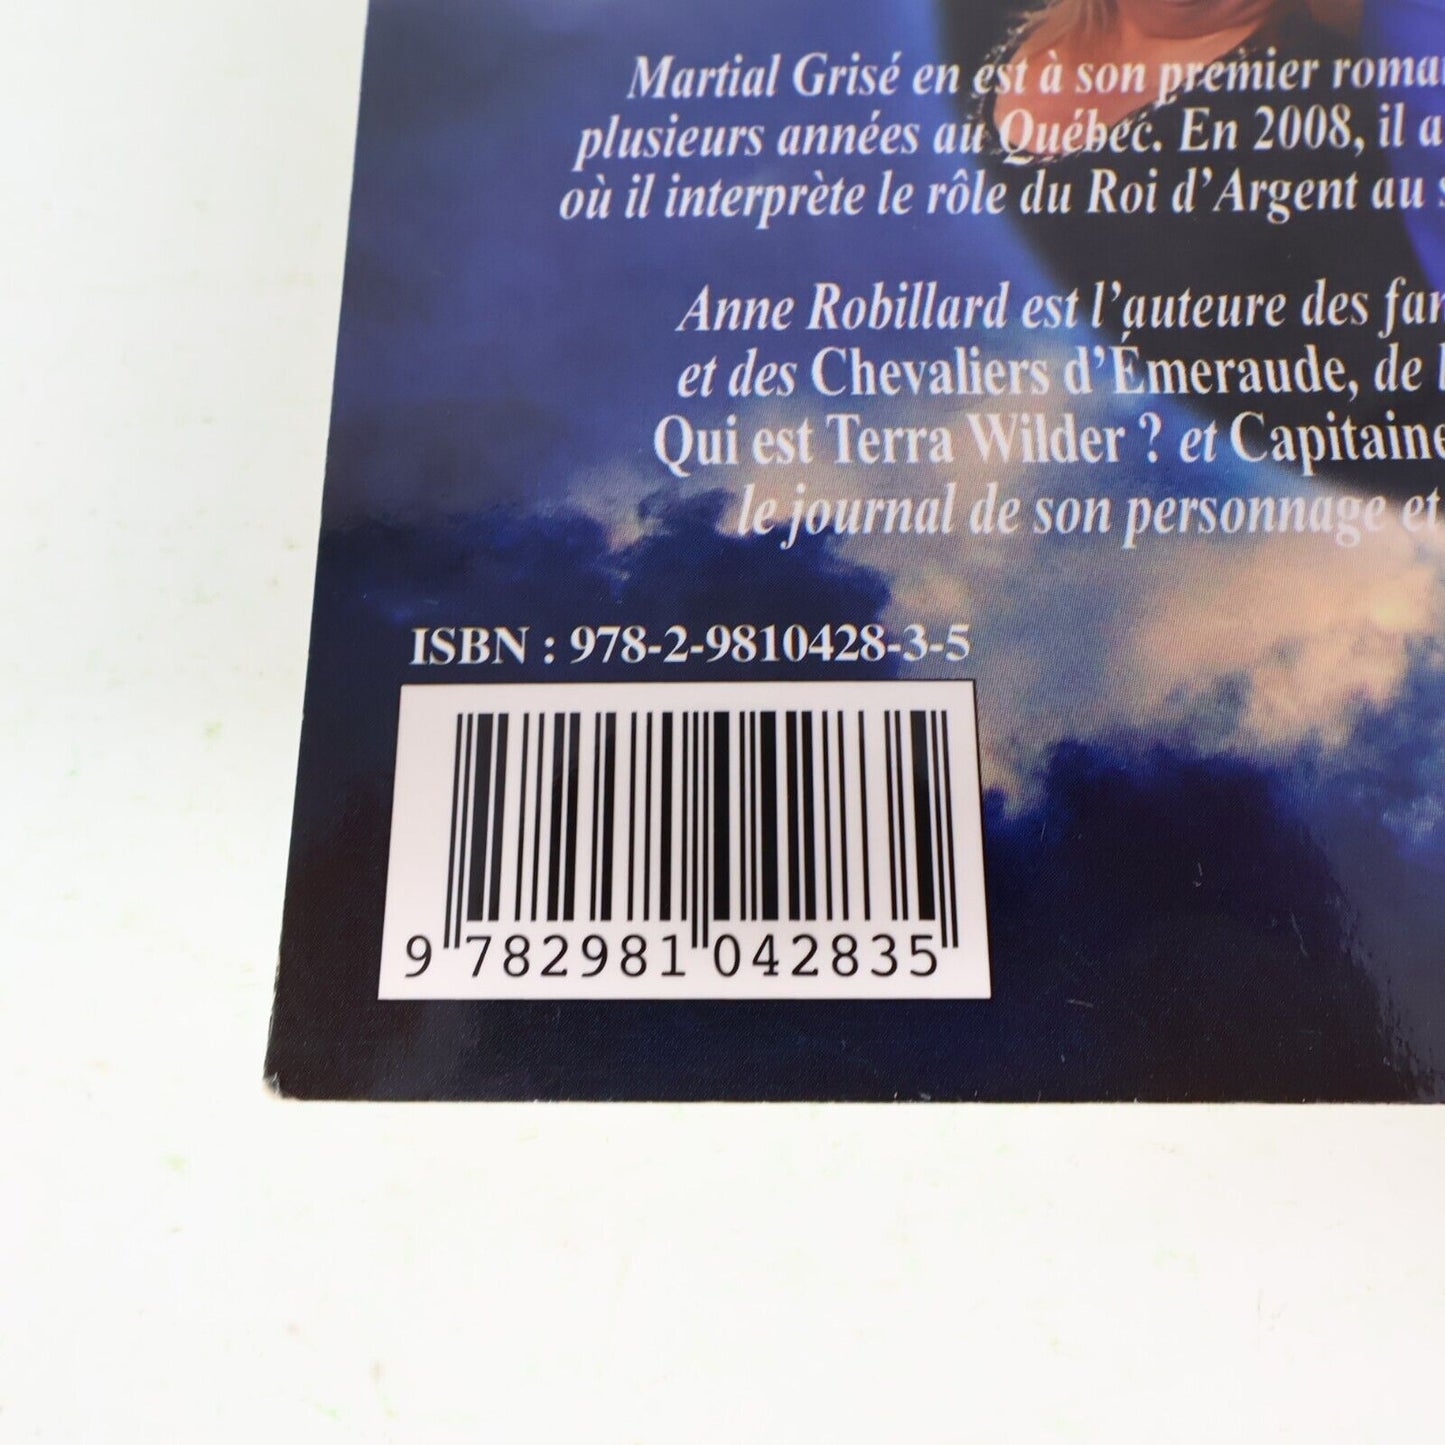 Martial Grisé en est à son premier
plusieurs années au Québec. En 2008, il
où il interprète le rôle du Roi d'Argent au
Anne Robillard est l'auteure des
et des Chevaliers d'Émeraude, de
Qui est Terra Wilder ? et Capitaine
le journal de son personnage et
ISBN : 978-2-9810428-3-5
9 782981 042835